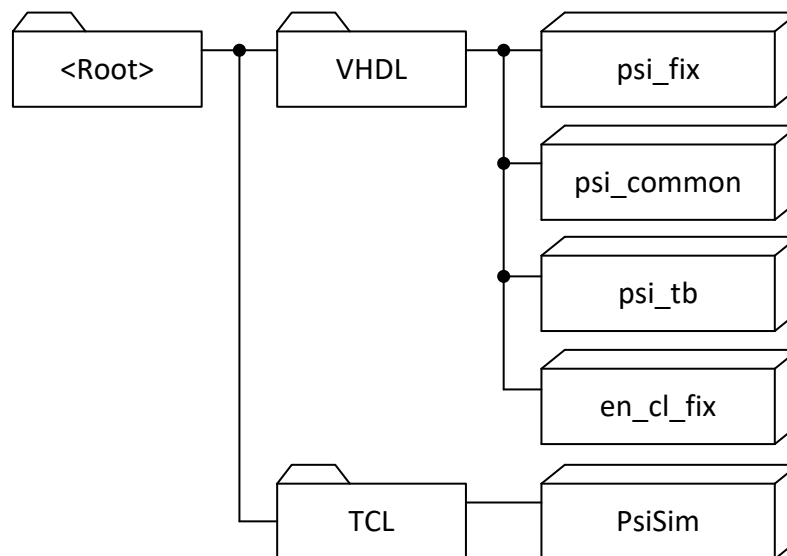 <Root>
VHDL
psi_fix
psi_common
psi_tb
en_cl_fix
TCL
PsiSim